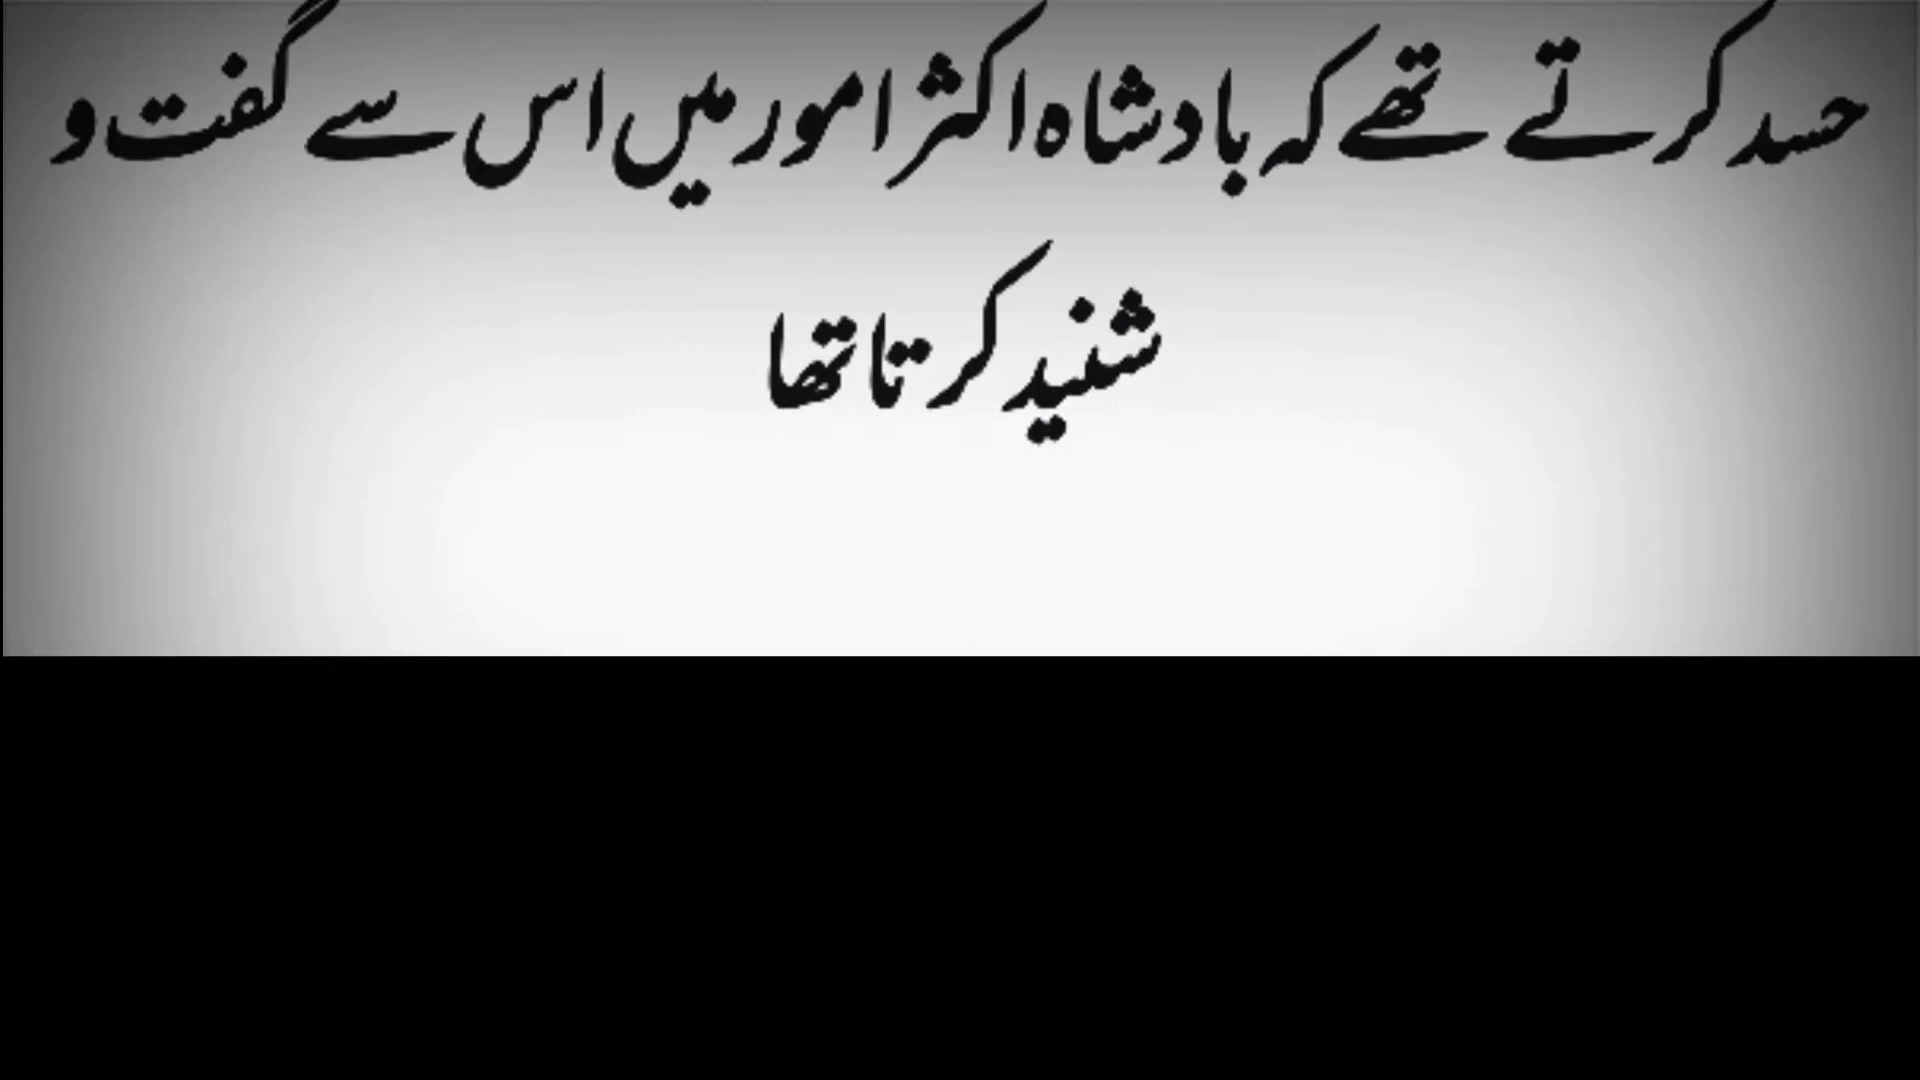 حسد کرتے تھے کہ بادشاہ اکثر امور میں اس سے گفت و
شنید کرتا تھا